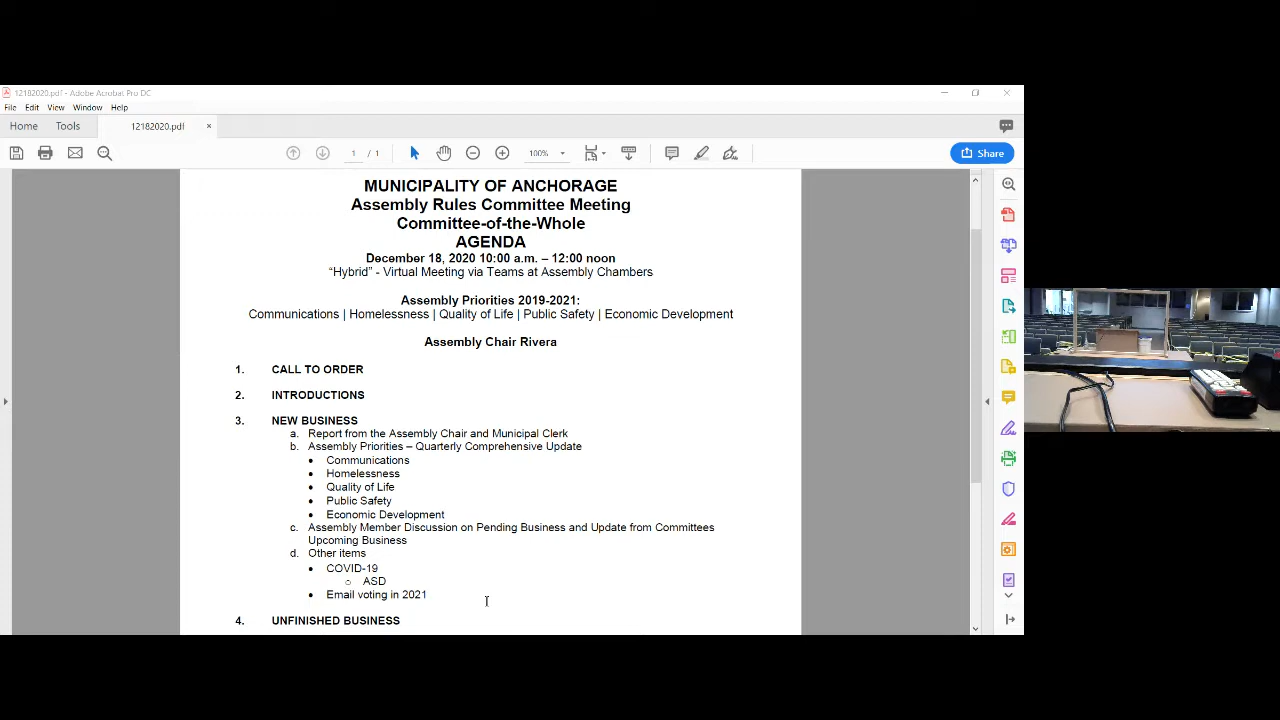 12182020.pdf - Adobe Acrobat Pro DC
File Edit View Window Help
Home Tools 12182020.pdf ×
1 / 1 100% Share
MUNICIPALITY OF ANCHORAGE
Assembly Rules Committee Meeting
Committee-of-the-Whole
AGENDA
December 18, 2020 10:00 a.m. – 12:00 noon
“Hybrid” - Virtual Meeting via Teams at Assembly Chambers
Assembly Priorities 2019-2021:
Communications | Homelessness | Quality of Life | Public Safety | Economic Development
Assembly Chair Rivera
1. CALL TO ORDER
2. INTRODUCTIONS
3. NEW BUSINESS
a. Report from the Assembly Chair and Municipal Clerk
b. Assembly Priorities – Quarterly Comprehensive Update
• Communications
• Homelessness
• Quality of Life
• Public Safety
• Economic Development
c. Assembly Member Discussion on Pending Business and Update from Committees
Upcoming Business
d. Other items
• COVID-19
○ ASD
• Email voting in 2021
4. UNFINISHED BUSINESS